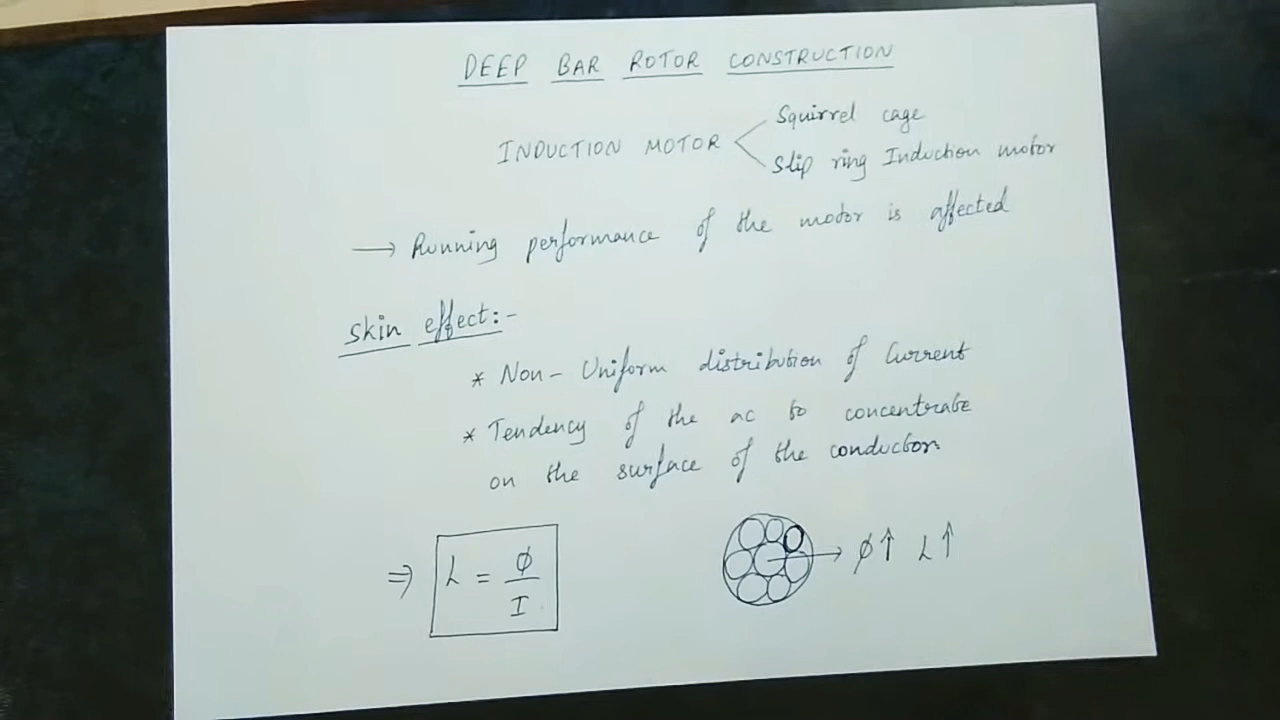 DEEP BAR ROTOR CONSTRUCTION
INDUCTION MOTOR
Squirrel cage
Slip ring Induction motor
→ Running performance of the motor is affected
Skin effect:-
* Non-Uniform distribution of Current
* Tendency of the ac to concentrate
on the surface of the conductor.
⇒ L = ϕ / I
ϕ↑ L↑